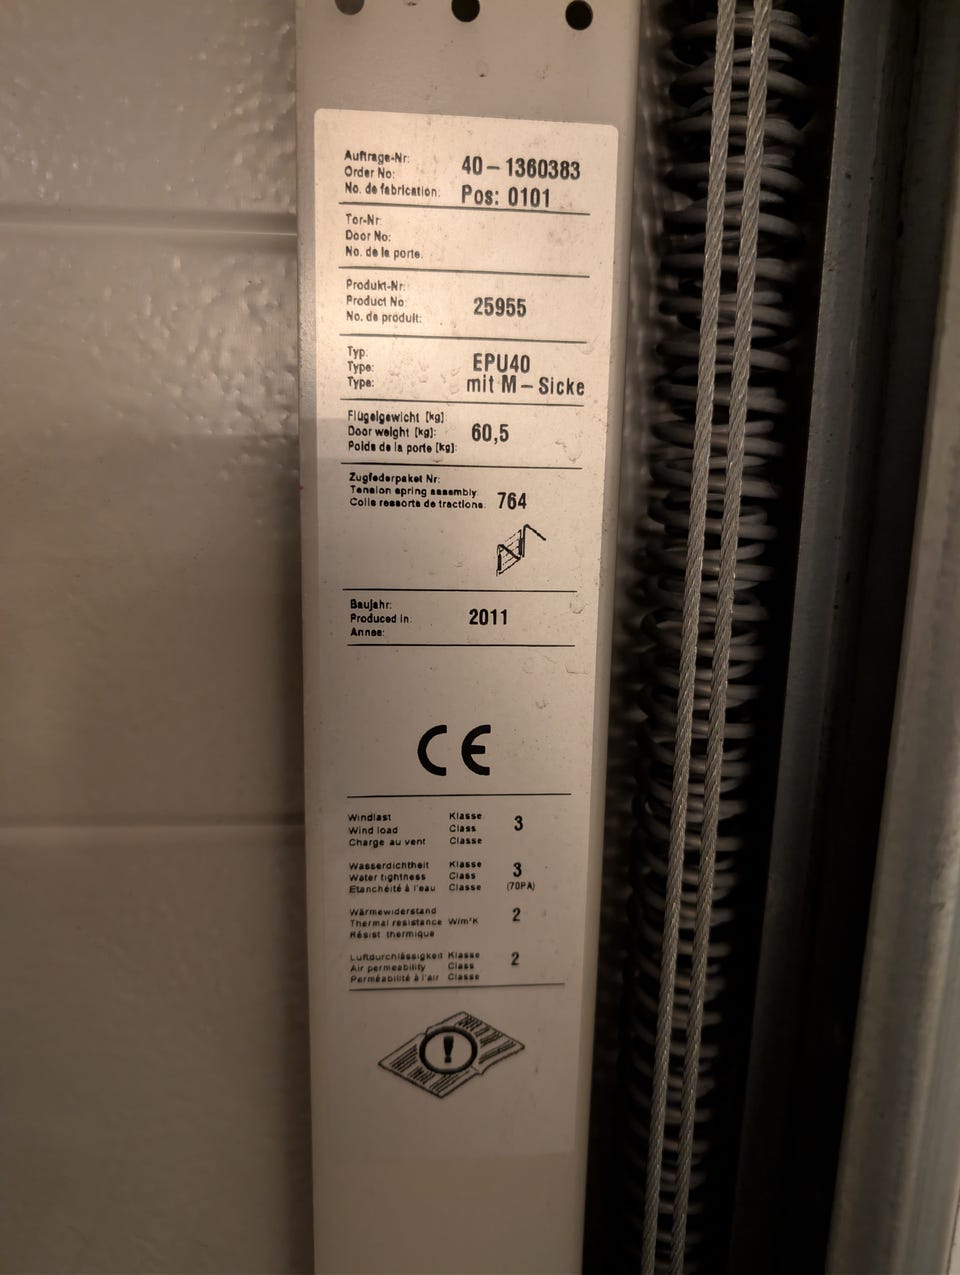 Auftrags-Nr:
Order No:
No. de fabrication:
40-1360383
Pos: 0101
Tor-Nr:
Door No:
No. de la porte.
Produkt-Nr:
Product No
No. de produit:
25955
Typ:
Type:
Type:
EPU40
mit M-Sicke
Flügelgewicht [kg]
Door weight [kg]:
Poids de la porte [kg]:
60,5
Zugfederpaket Nr:
Tension spring assembly
Colis ressorts de tractions:
764
Baujahr:
Produced in:
Annee:
2011
CE
Windlast Klasse
Wind load Class
Charge au vent Classe
3
Wasserdichtheit Klasse
Water tightness Class
Etanchéité à l'eau Classe
3
(70PA)
Wärmewiderstand
Thermal resistance W/m²K
Résist thermique
2
Luftdurchlässigkeit Klasse
Air permeability Class
Perméabilité à l'air Classe
2